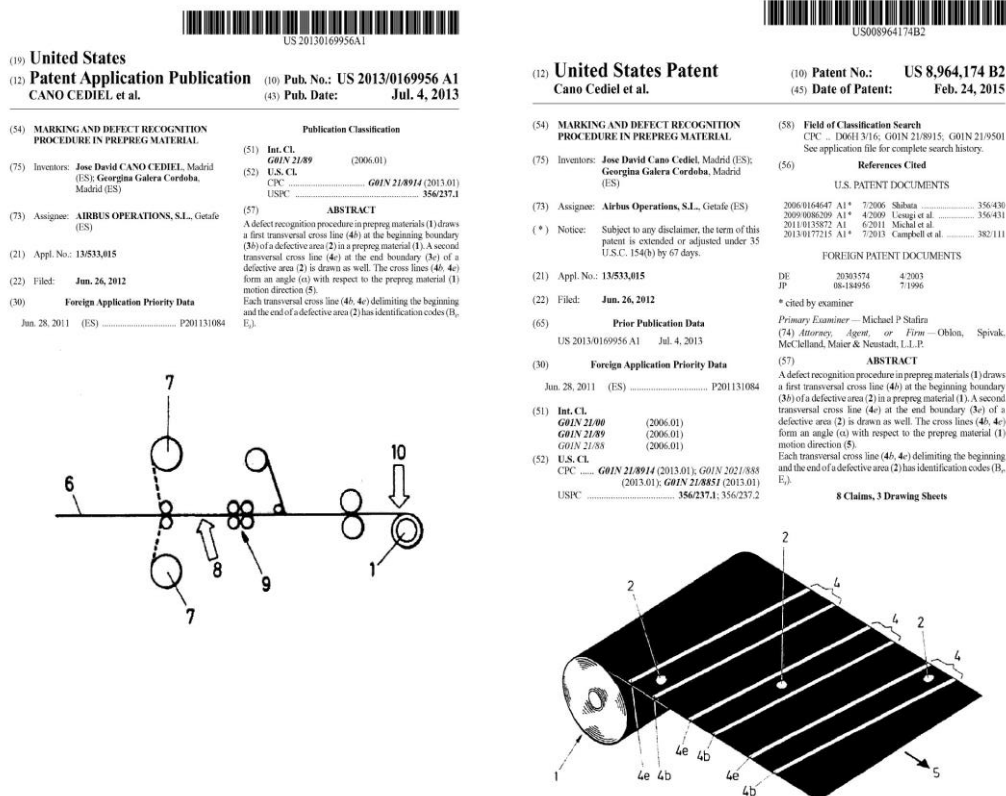 US 20130169956A1
(19) United States
(12) Patent Application Publication (10) Pub. No.: US 2013/0169956 A1
CANO CEDIEL et al. (43) Pub. Date: Jul. 4, 2013
(54) MARKING AND DEFECT RECOGNITION
PROCEDURE IN PREPREG MATERIAL
(75) Inventors: Jose David CANO CEDIEL, Madrid
(ES); Georgina Galera Cordoba,
Madrid (ES)
(73) Assignee: AIRBUS OPERATIONS, S.L., Getafe
(ES)
(21) Appl. No.: 13/533,015
(22) Filed: Jun. 26, 2012
(30) Foreign Application Priority Data
Jun. 28, 2011 (ES) ................................ P201131084
Publication Classification
(51) Int. Cl.
G01N 21/89 (2006.01)
(52) U.S. Cl.
CPC .................................... G01N 21/8914 (2013.01)
USPC ........................................................ 356/237.1
(57) ABSTRACT
A defect recognition procedure in prepreg materials (1) draws
a first transversal cross line (4b) at the beginning boundary
(3b) of a defective area (2) in a prepreg material (1). A second
transversal cross line (4e) at the end boundary (3e) of a
defective area (2) is drawn as well. The cross lines (4b, 4e)
form an angle (α) with respect to the prepreg material (1)
motion direction (5).
Each transversal cross line (4b, 4e) delimiting the beginning
and the end of a defective area (2) has identification codes (Bi,
Ei).
7
6
10
8
9
1
7
US008964174B2
(12) United States Patent (10) Patent No.: US 8,964,174 B2
Cano Cediel et al. (45) Date of Patent: Feb. 24, 2015
(54) MARKING AND DEFECT RECOGNITION
PROCEDURE IN PREPREG MATERIAL
(75) Inventors: Jose David Cano Cediel, Madrid (ES);
Georgina Galera Cordoba, Madrid
(ES)
(73) Assignee: Airbus Operations, S.L., Getafe (ES)
( * ) Notice: Subject to any disclaimer, the term of this
patent is extended or adjusted under 35
U.S.C. 154(b) by 67 days.
(21) Appl. No.: 13/533,015
(22) Filed: Jun. 26, 2012
(65) Prior Publication Data
US 2013/0169956 A1 Jul. 4, 2013
(30) Foreign Application Priority Data
Jun. 28, 2011 (ES) ................................ P201131084
(51) Int. Cl.
G01N 21/00 (2006.01)
G01N 21/89 (2006.01)
G01N 21/88 (2006.01)
(52) U.S. Cl.
CPC ...... G01N 21/8914 (2013.01); G01N 2021/888
(2013.01); G01N 21/8851 (2013.01)
USPC .................................... 356/237.1; 356/237.2
(58) Field of Classification Search
CPC .. D06H 3/16; G01N 21/8915; G01N 21/9501
See application file for complete search history.
(56) References Cited
U.S. PATENT DOCUMENTS
2006/0164647 A1* 7/2006 Shibata ........................ 356/430
2009/0086209 A1* 4/2009 Uesugi et al. ................ 356/431
2011/0135872 A1 6/2011 Michal et al.
2013/0177215 A1* 7/2013 Campbell et al. ............ 382/111
FOREIGN PATENT DOCUMENTS
DE 20303574 4/2003
JP 08-184956 7/1996
* cited by examiner
Primary Examiner — Michael P Stafira
(74) Attorney, Agent, or Firm — Oblon, Spivak,
McClelland, Maier & Neustadt, L.L.P.
(57) ABSTRACT
A defect recognition procedure in prepreg materials (1) draws
a first transversal cross line (4b) at the beginning boundary
(3b) of a defective area (2) in a prepreg material (1). A second
transversal cross line (4e) at the end boundary (3e) of a
defective area (2) is drawn as well. The cross lines (4b, 4e)
form an angle (α) with respect to the prepreg material (1)
motion direction (5).
Each transversal cross line (4b, 4e) delimiting the beginning
and the end of a defective area (2) has identification codes (Bi,
Ei).
8 Claims, 3 Drawing Sheets
2
2
4
4
2
4
1
4e 4b
4e 4b
4e
4b
5